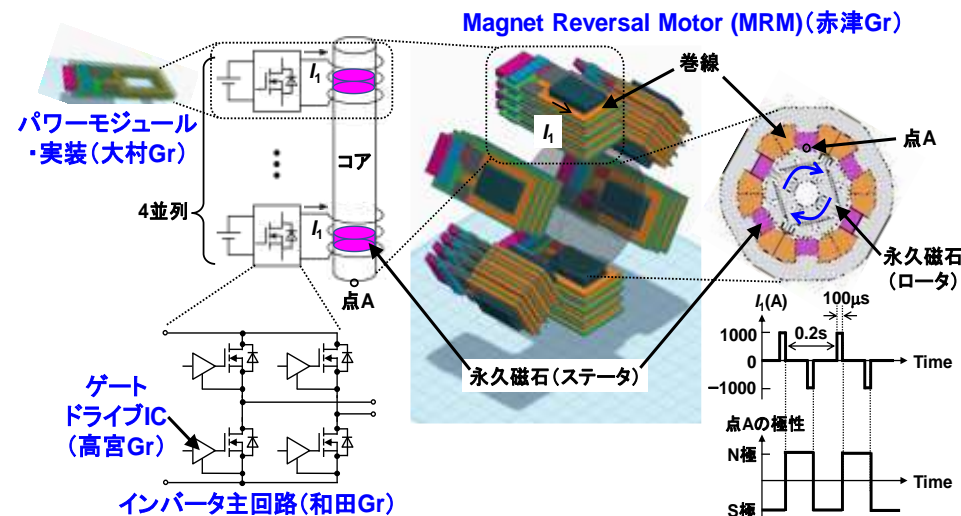 Magnet Reversal Motor (MRM)(赤津Gr)
パワーモジュール
・実装(大村Gr)
I₁
コア
4並列
I₁
点A
I₁
巻線
点A
永久磁石
(ロータ)
永久磁石(ステータ)
ゲート
ドライブIC
(高宮Gr)
インバータ主回路(和田Gr)
I₁(A)
100μs
1000
0.2s
0
Time
−1000
点Aの極性
N極
Time
S極